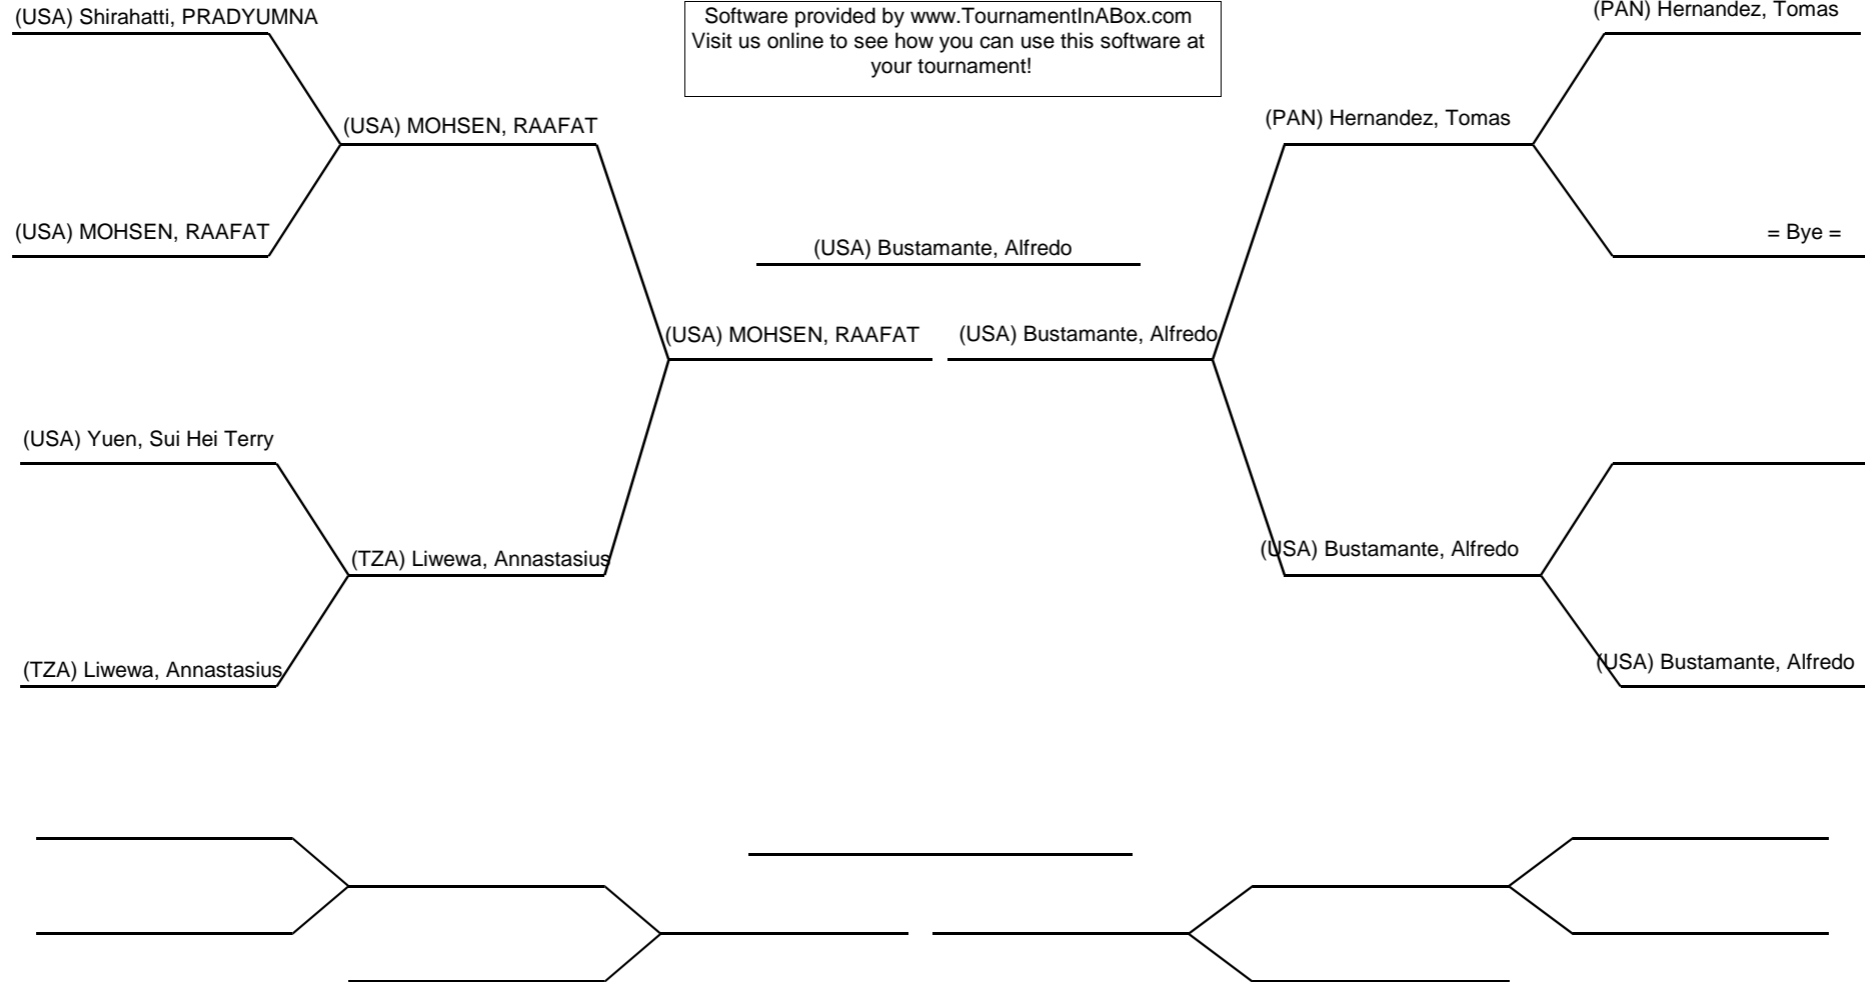 (USA) Shirahatti, PRADYUMNA
Software provided by www.TournamentInABox.com
Visit us online to see how you can use this software at
your tournament!
(PAN) Hernandez, Tomas
(USA) MOHSEN, RAAFAT
(PAN) Hernandez, Tomas
(USA) MOHSEN, RAAFAT
(USA) Bustamante, Alfredo
= Bye =
(USA) MOHSEN, RAAFAT
(USA) Bustamante, Alfredo
(USA) Yuen, Sui Hei Terry
(TZA) Liwewa, Annastasius
(USA) Bustamante, Alfredo
(TZA) Liwewa, Annastasius
(USA) Bustamante, Alfredo